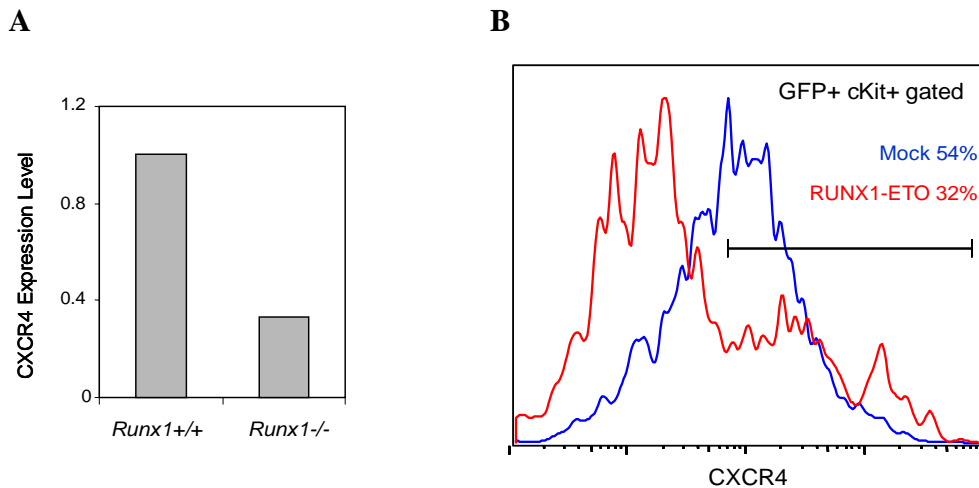 A
CXCR4 Expression Level
1.2
0.8
0.4
0
Runx1+/+
Runx1-/-
B
GFP+ cKit+ gated
Mock 54%
RUNX1-ETO 32%
CXCR4